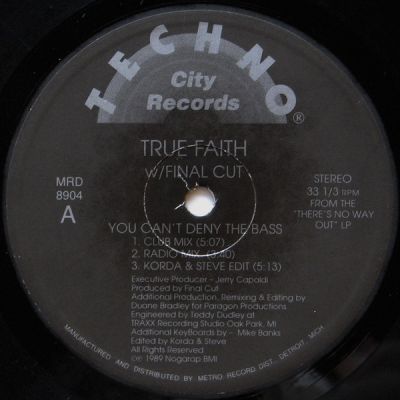 TECHNO
®
City
Records
TRUE FAITH
W/FINAL CUT
MRD
8904
A
STEREO
33 1/3 RPM
FROM THE
"THERE'S NO WAY
OUT" LP
YOU CAN'T DENY THE BASS
1. CLUB MIX (5:07)
2. RADIO MIX (3:40)
3. KORDA & STEVE EDIT (5:13)
Executive Producer - Jerry Capaldi
Produced by Final Cut
Additional Production, Remixing & Editing by
Duane Bradley for Paragon Productions
Engineered by Teddy Dudley at
TRAXX Recording Studio Oak Park, MI
Additional KeyBoards by - Mike Banks
Edited by Korda & Steve
All Rights Reserved
© 1989 Nogarap BMI
MANUFACTURED AND DISTRIBUTED BY METRO RECORD DIST., DETROIT, MICH